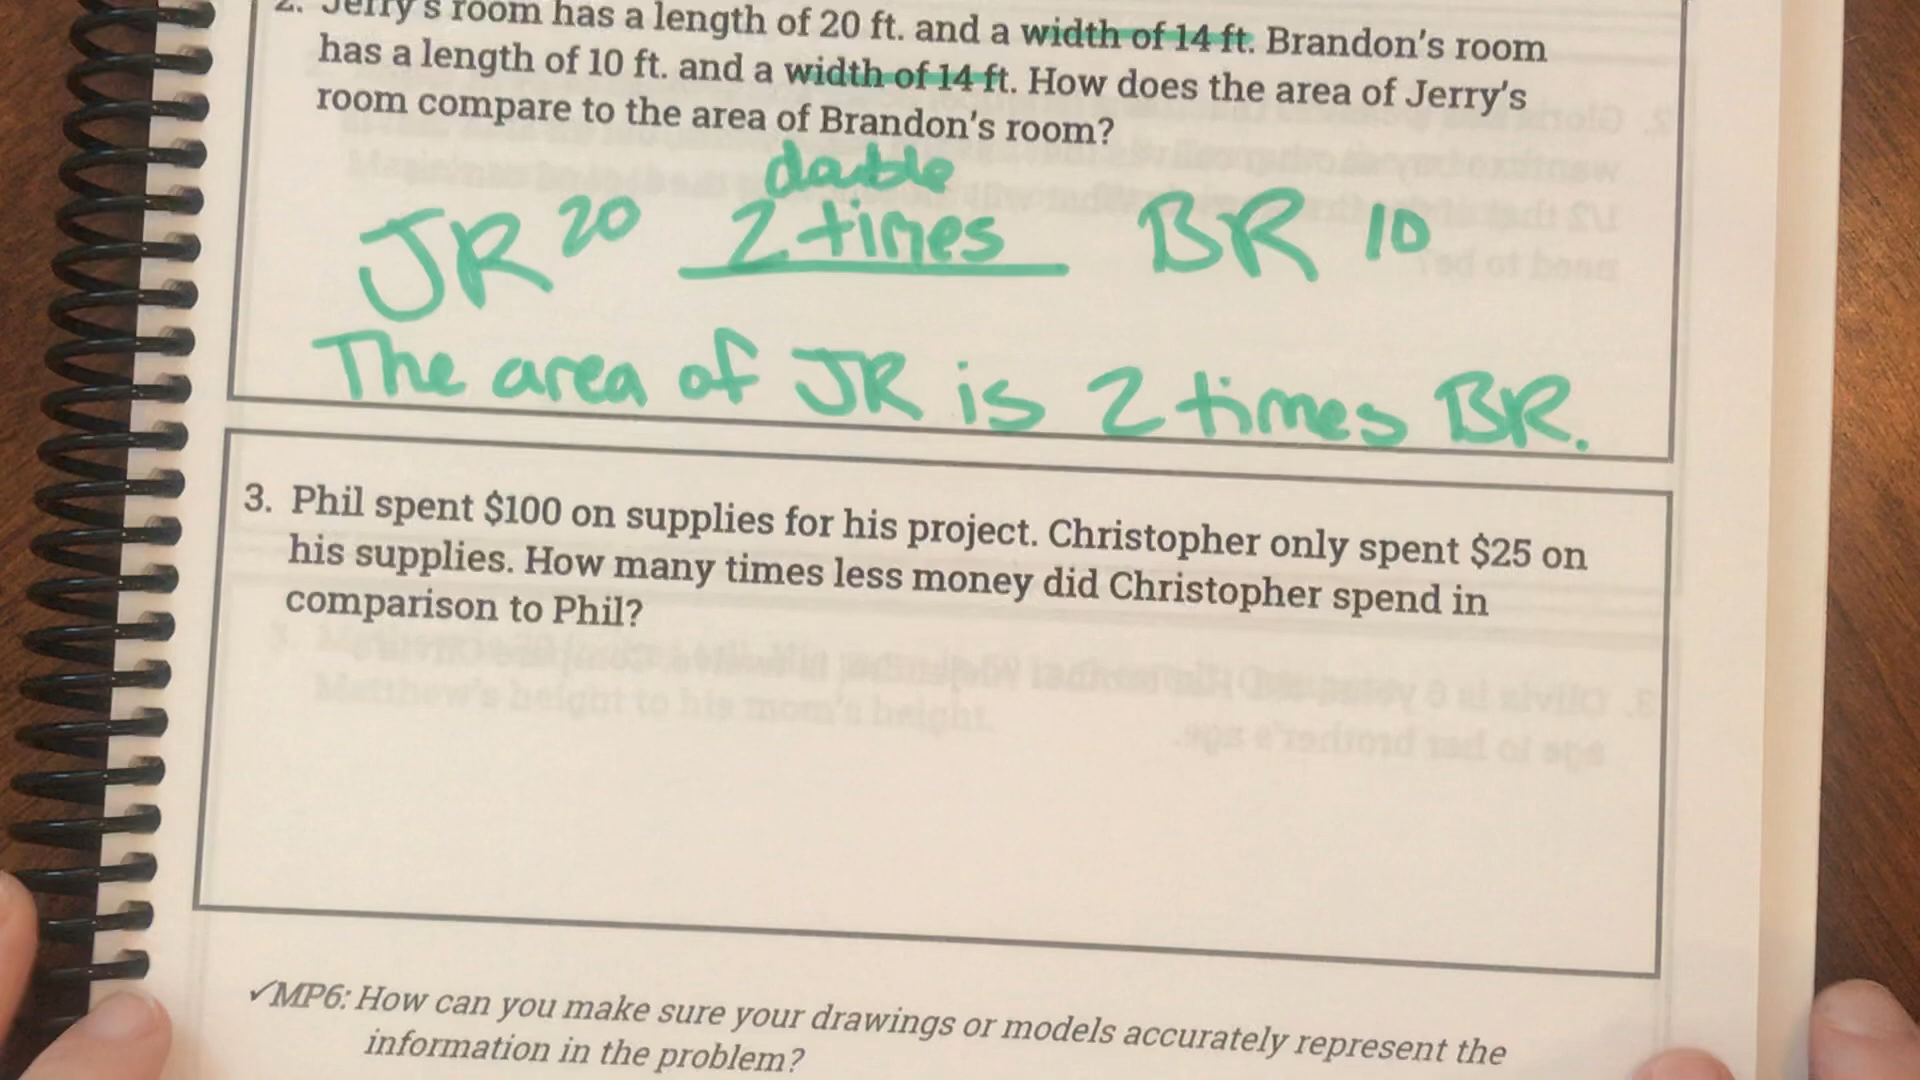 2. Jerry's room has a length of 20 ft. and a width of 14 ft. Brandon's room
has a length of 10 ft. and a width of 14 ft. How does the area of Jerry's
room compare to the area of Brandon's room?
double
JR 20 2 times BR 10
The area of JR is 2 times BR.
3. Phil spent $100 on supplies for his project. Christopher only spent $25 on
his supplies. How many times less money did Christopher spend in
comparison to Phil?
✓MP6: How can you make sure your drawings or models accurately represent the
information in the problem?